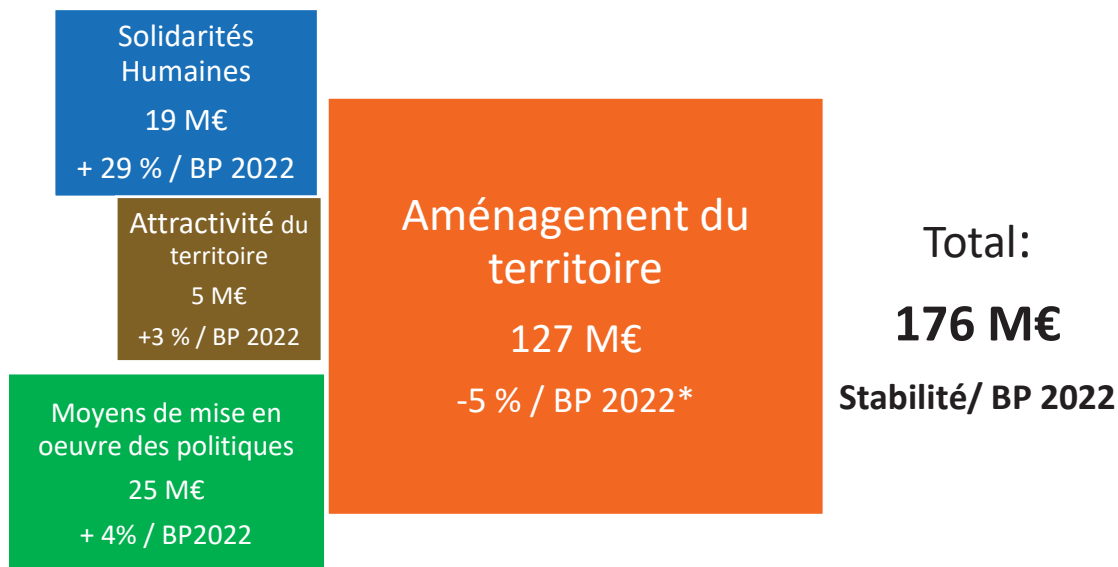 Solidarités
Humaines
19 M€
+ 29 % / BP 2022
Attractivité du
territoire
5 M€
+3 % / BP 2022
Moyens de mise en
oeuvre des politiques
25 M€
+ 4% / BP2022
Aménagement du
territoire
127 M€
-5 % / BP 2022*
Total:
176 M€
Stabilité/ BP 2022